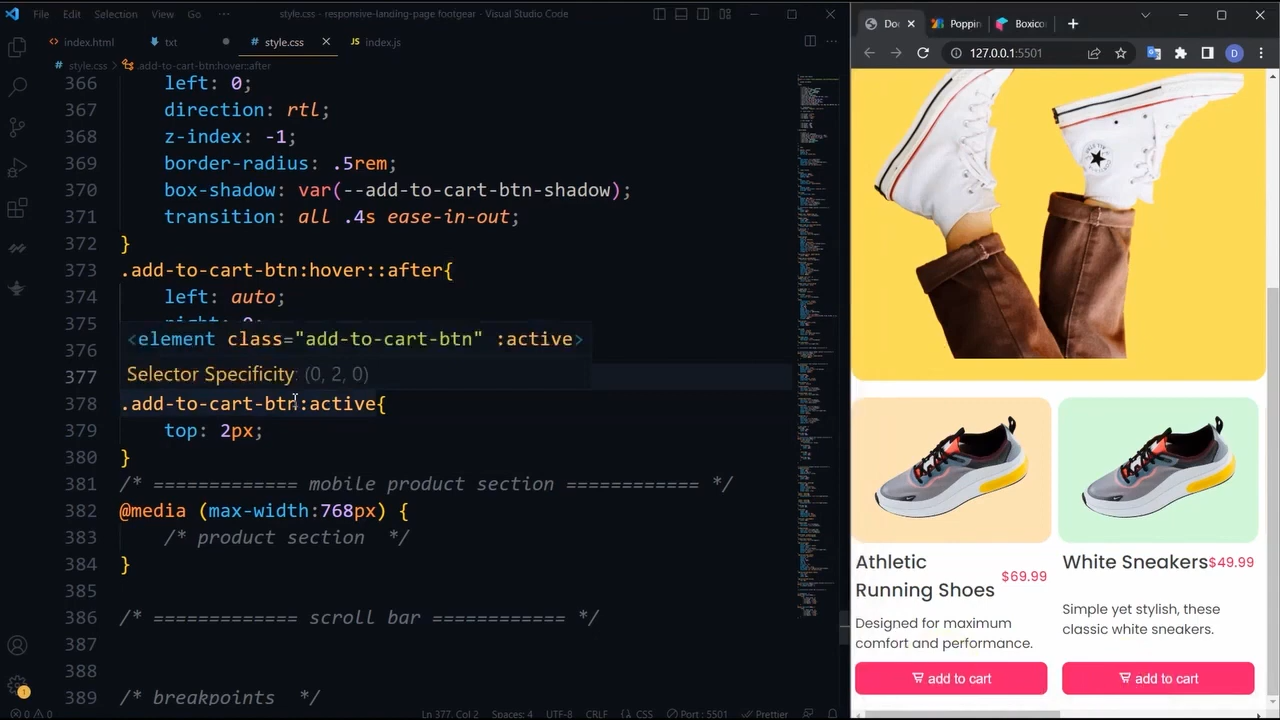 File Edit Selection View Go ··· style.css - responsive-landing-page footgear - Visual Studio Code
index.html txt style.css index.js
style.css .add-to-cart-btn:hover::after
366 left: 0;
367 direction: rtl;
368 z-index: -1;
369 border-radius: .5rem;
370 box-shadow: var(--add-to-cart-btn-shadow);
371 transition: all .4s ease-in-out;
372 }
373 .add-to-cart-btn:hover::after{
374 left: auto;
375 right: 0;
<element class="add-to-cart-btn" :active>
Selector Specificity (0, 2,
378 .add-to-cart-btn:active{
379 top: 2px;
380 }
381 /* ============ mobile product section ============ */
382 @media (max-width:768px) {
383 /* product section */
384 }
385
386 /* ============ scroll bar ============ */
387
388
389 /* breakpoints */
0 0 Ln 377, Col 2 Spaces: 4 UTF-8 CRLF {} CSS Port : 5501 Prettier
1
Do Poppin Boxico
127.0.0.1:5501
D
Athletic
Running Shoes
$69.99
Designed for maximum
comfort and performance.
add to cart
White Sneakers $49.99
Simple yet stylish, these
classic white sneakers.
add to cart